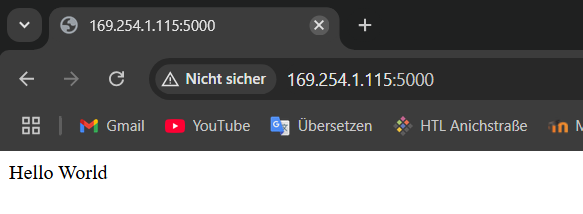 169.254.1.115:5000
Nicht sicher 169.254.1.115:5000
Gmail YouTube Übersetzen HTL Anichstraße
Hello World